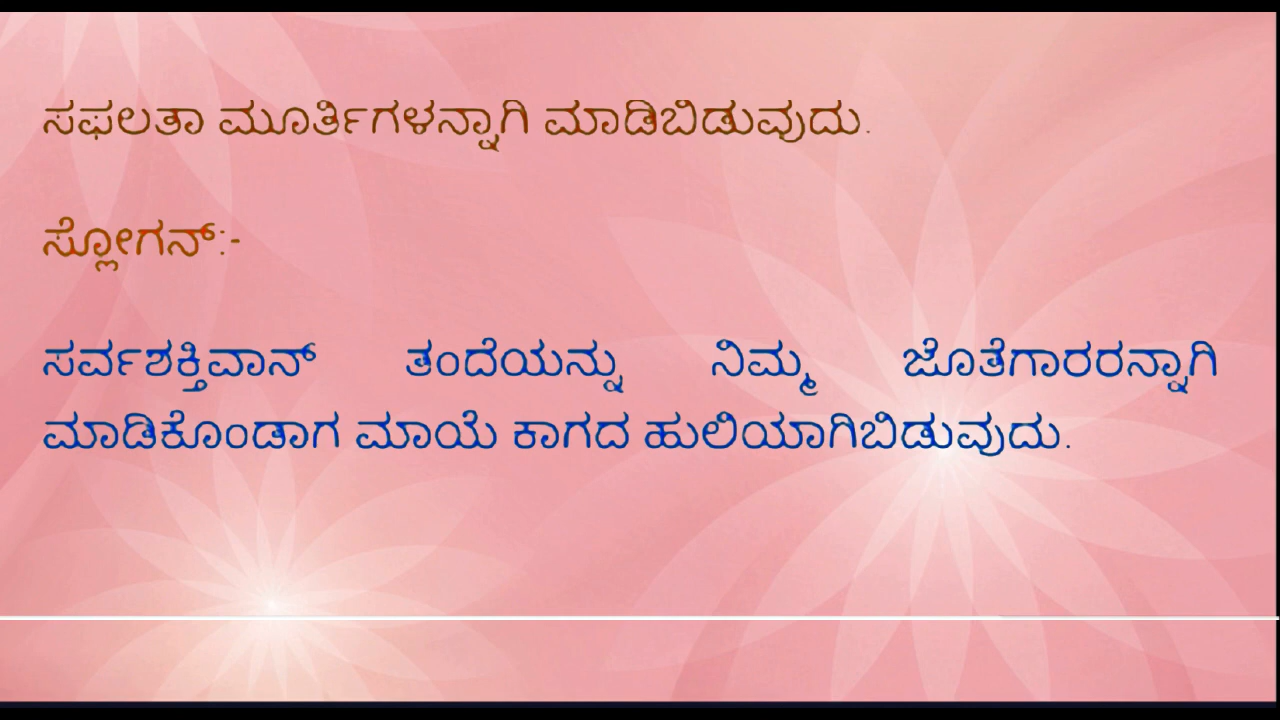 ಸಫಲತಾ ಮೂರ್ತಿಗಳನ್ನಾಗಿ ಮಾಡಿಬಿಡುವುದು.
ಸ್ಲೋಗನ್:-
ಸರ್ವಶಕ್ತಿವಾನ್ ತಂದೆಯನ್ನು ನಿಮ್ಮ ಜೊತೆಗಾರರನ್ನಾಗಿ
ಮಾಡಿಕೊಂಡಾಗ ಮಾಯೆ ಕಾಗದ ಹುಲಿಯಾಗಿಬಿಡುವುದು.